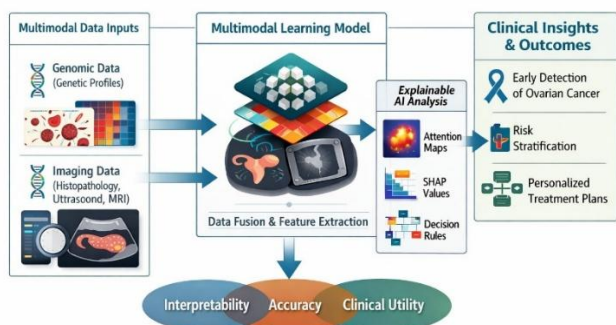 Multimodal Data Inputs
Genomic Data
(Genetic Profiles)
Imaging Data
(Histopathology,
Ultrasoond, MRI)
Multimodal Learning Model
Data Fusion & Feature Extraction
Explainable
AI Analysis
Attention
Maps
SHAP
Values
Decision
Rules
Clinical Insights
& Outcomes
Early Detection
of Ovarian Cancer
Risk
Stratification
Personalized
Treatment Plans
Interpretability
Accuracy
Clinical Utility